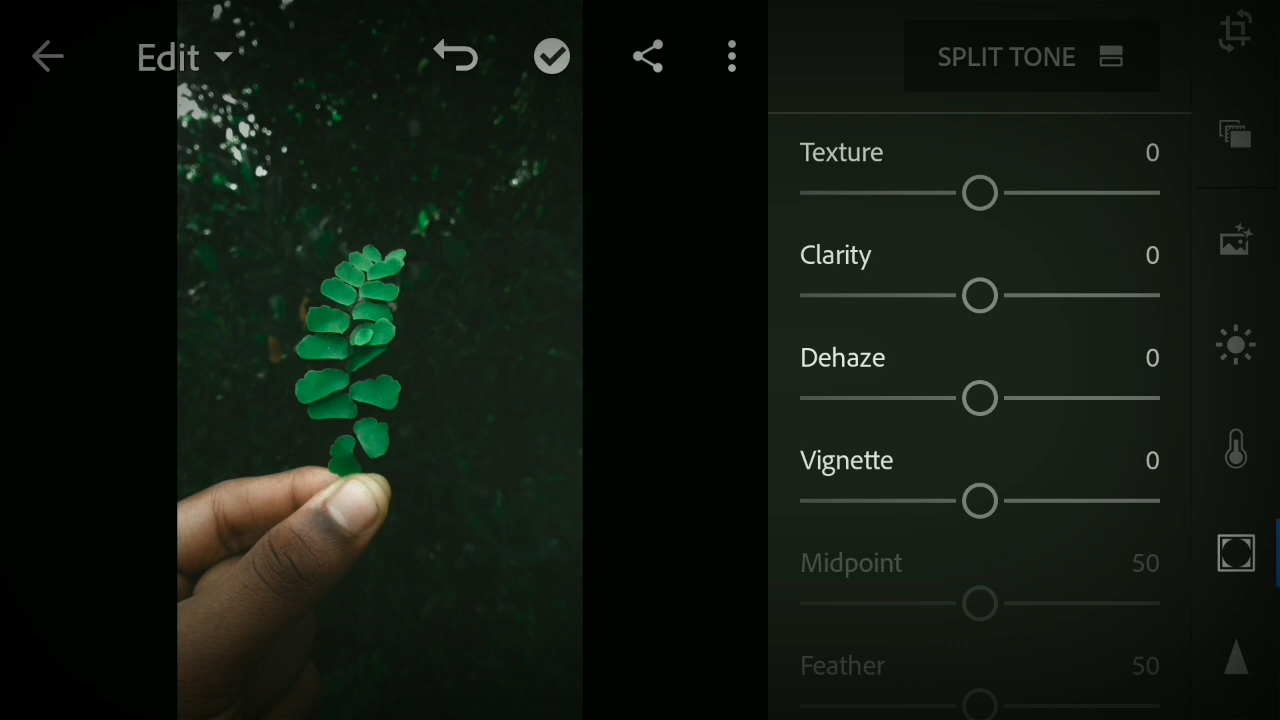 Edit
SPLIT TONE
Texture 0
Clarity 0
Dehaze 0
Vignette 0
Midpoint 50
Feather 50